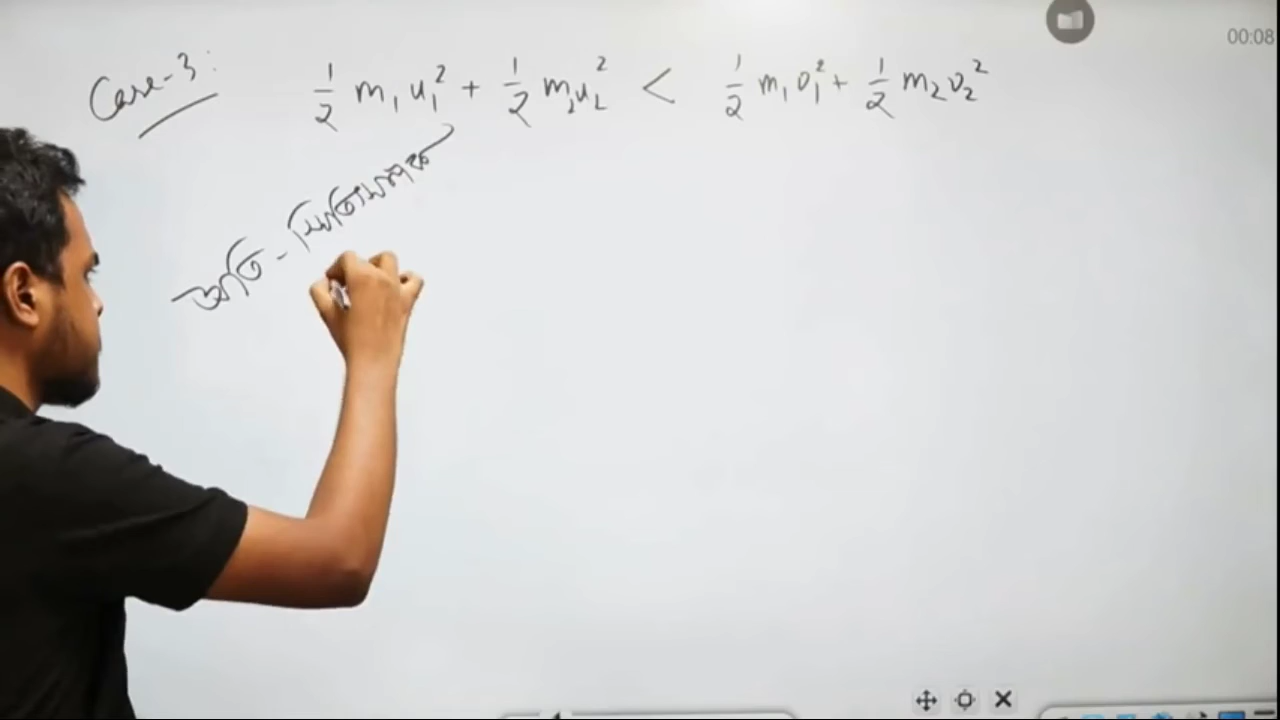 00:08
Case-3: ½ m₁u₁² + ½ m₂u₂² < ½ m₁v₁² + ½ m₂v₂²
অতি - স্থিতিস্থাপক